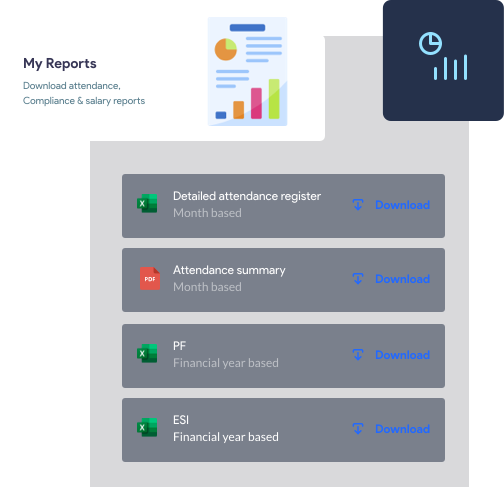 My Reports
Download attendance,
Compliance & salary reports
Detailed attendance register
Month based
Download
X
Attendance summary
Month based
Download
PDF
PF
Financial year based
Download
X
ESI
Financial year based
Download
X